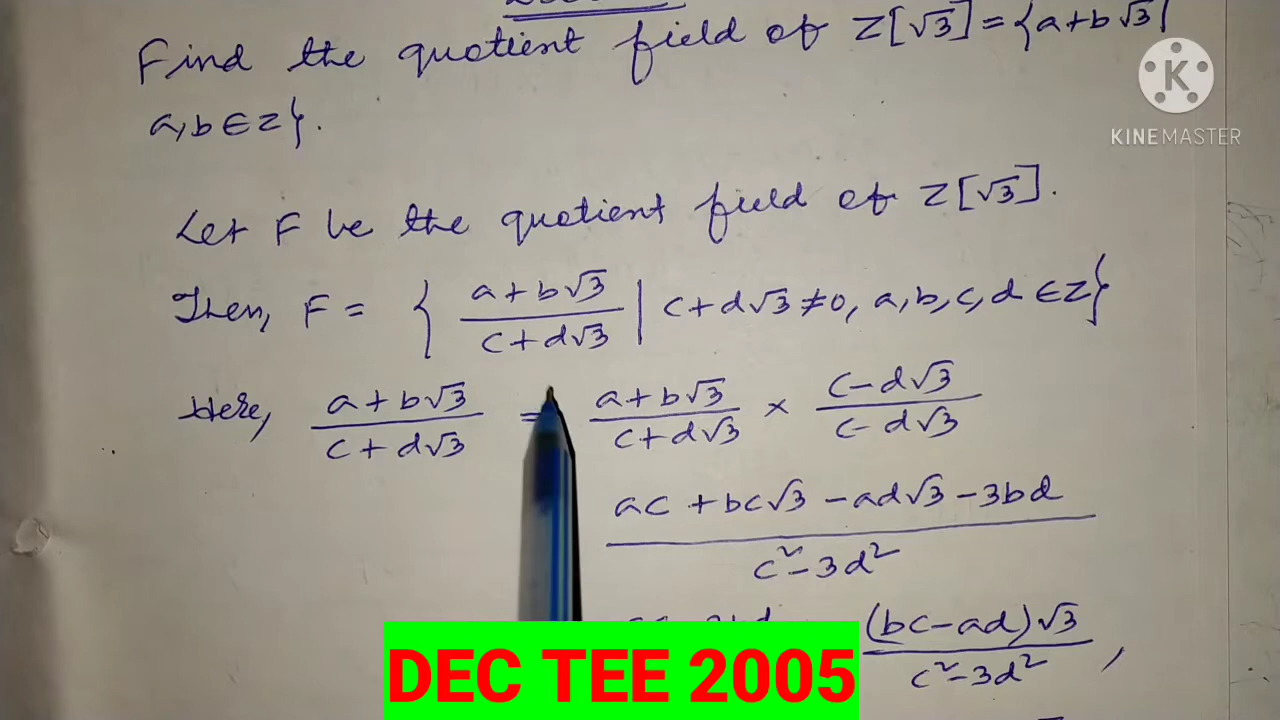 Find the quotient field of Z[√3]={a+b√3|
a,b∈Z}.
KINEMASTER
Let F be the quotient field of Z[√3].
Then, F = { a+b√3 / c+d√3 | c+d√3≠0, a,b,c,d ∈Z}
Here, a+b√3 / c+d√3 = a+b√3 / c+d√3 × c-d√3 / c-d√3
ac +bc√3 -ad√3 -3bd / c²-3d²
(bc-ad)√3 / c²-3d² ,
DEC TEE 2005